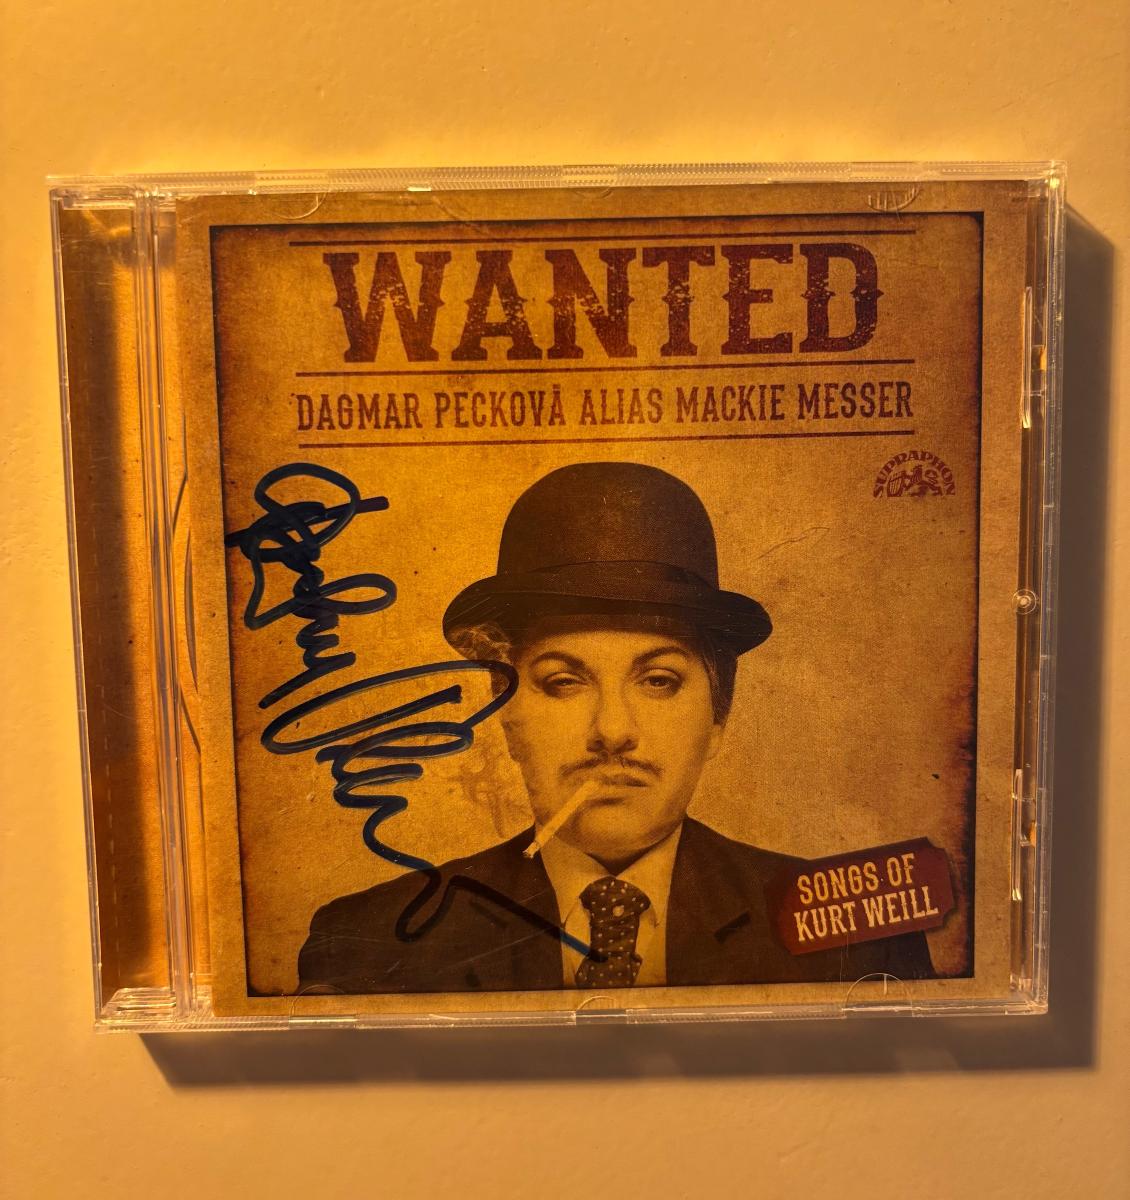 WANTED
DAGMAR PECKOVÁ ALIAS MACKIE MESSER
SUPRAPHON
SONGS OF
KURT WEILL